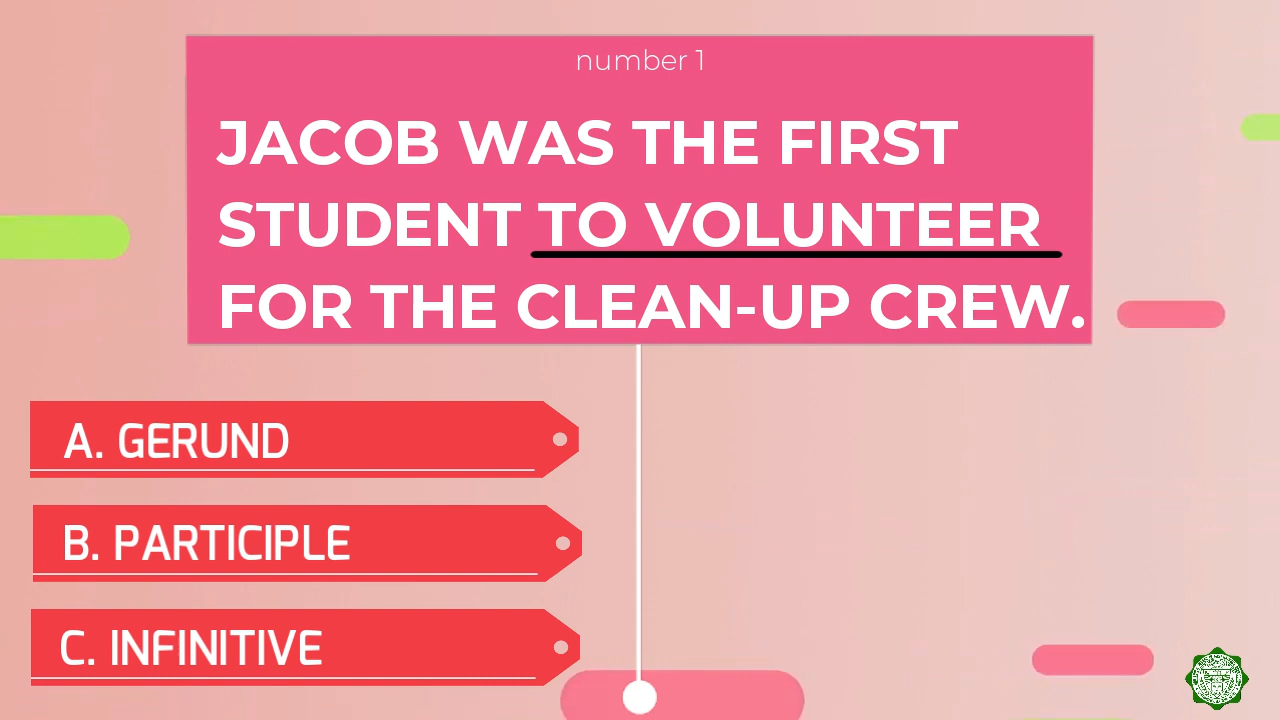 number 1
JACOB WAS THE FIRST
STUDENT TO VOLUNTEER
FOR THE CLEAN-UP CREW.
A. GERUND
B. PARTICIPLE
C. INFINITIVE